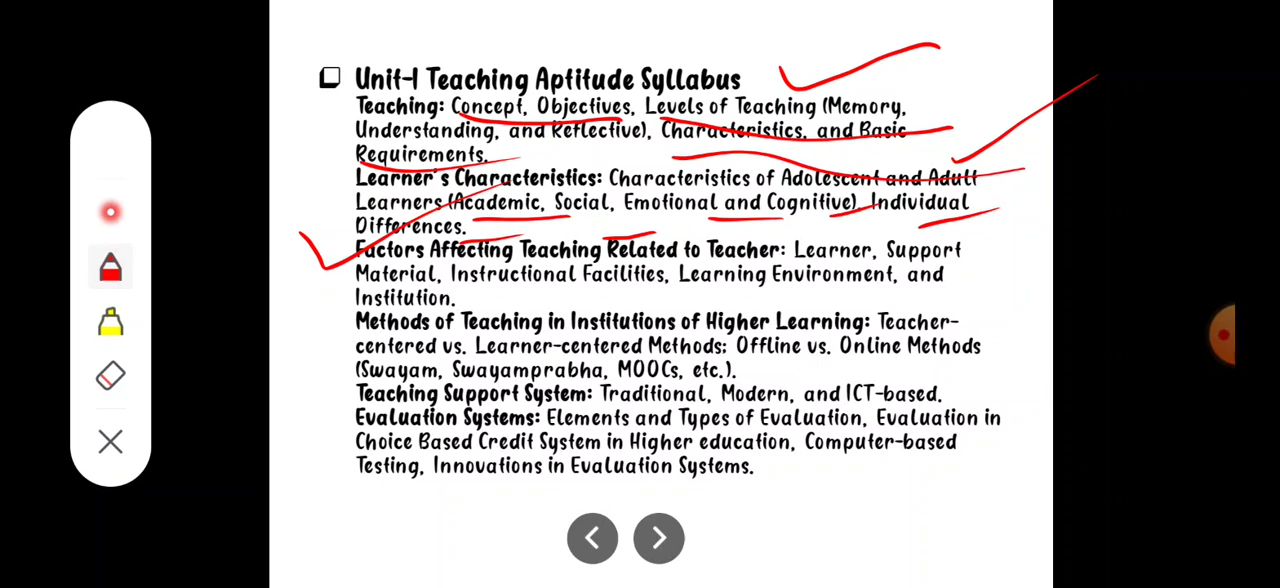 Unit-1 Teaching Aptitude Syllabus
Teaching: Concept, Objectives, Levels of Teaching (Memory,
Understanding, and Reflective), Characteristics, and Basic
Requirements.
Learner's Characteristics: Characteristics of Adolescent and Adult
Learners (Academic, Social, Emotional and Cognitive), Individual
Differences.
Factors Affecting Teaching Related to Teacher: Learner, Support
Material, Instructional Facilities, Learning Environment, and
Institution.
Methods of Teaching in Institutions of Higher Learning: Teacher-
centered vs. Learner-centered Methods; Offline vs. Online Methods
(Swayam, Swayamprabha, MOOCs, etc.).
Teaching Support System: Traditional, Modern, and ICT-based.
Evaluation Systems: Elements and Types of Evaluation, Evaluation in
Choice Based Credit System in Higher education, Computer-based
Testing, Innovations in Evaluation Systems.